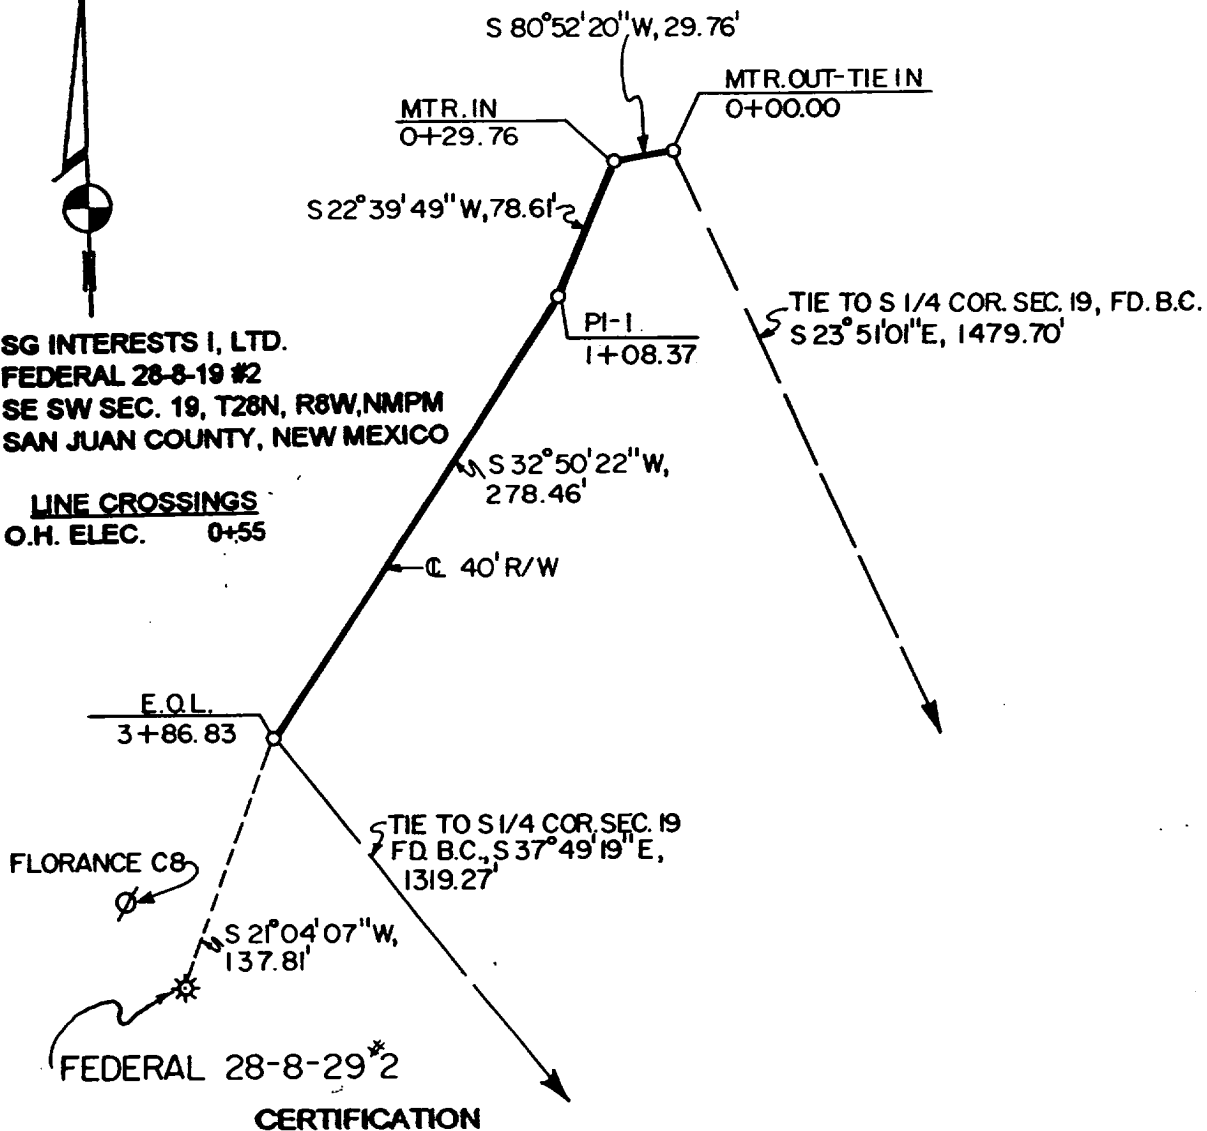 S 80°52'20"W, 29.76'
MTR. OUT-TIE IN
0+00.00
MTR. IN
0+29.76
S 22°39'49" W, 78.61'
TIE TO S 1/4 COR. SEC. 19, FD. B.C.
S 23°51'01"E, 1479.70'
PI-1
1+08.37
N
SG INTERESTS I, LTD.
FEDERAL 28-8-19 #2
SE SW SEC. 19, T28N, R8W, NMPM
SAN JUAN COUNTY, NEW MEXICO
S 32°50'22"W,
278.46'
LINE CROSSINGS
O.H. ELEC. 0+55
℄ 40' R/W
E.O.L.
3+86.83
TIE TO S 1/4 COR. SEC. 19
FD. B.C., S 37°49'19" E,
1319.27'
FLORANCE C8
S 21°04'07"W,
137.81'
FEDERAL 28-8-29 #2
CERTIFICATION